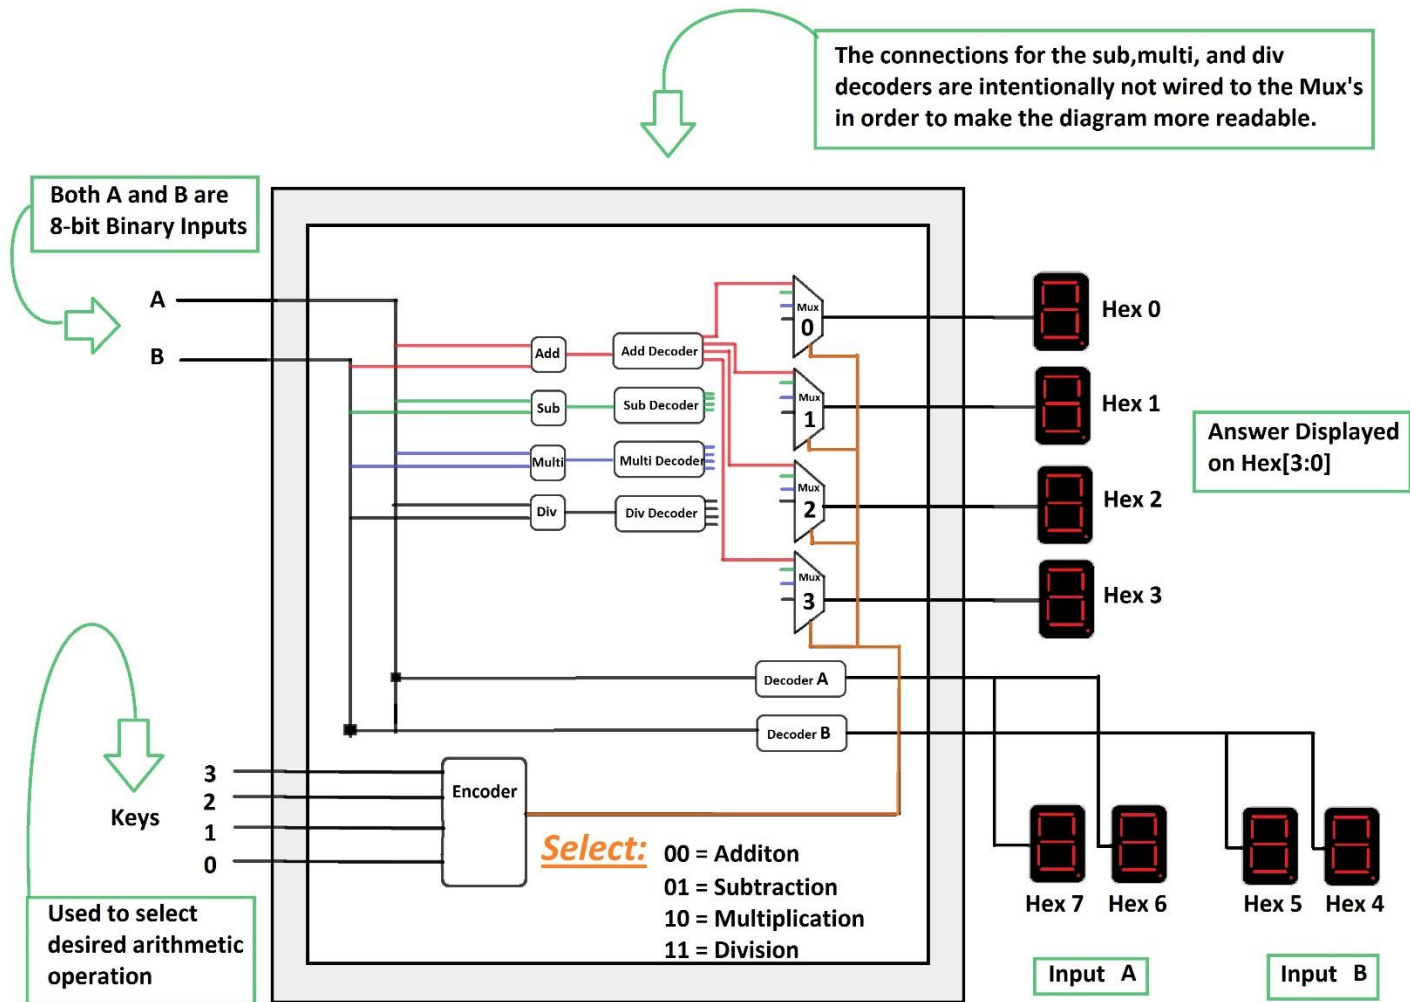 The connections for the sub,multi, and div
decoders are intentionally not wired to the Mux's
in order to make the diagram more readable.
Both A and B are
8-bit Binary Inputs
A
B
Add
Add Decoder
Sub
Sub Decoder
Multi
Multi Decoder
Div
Div Decoder
Mux
0
Mux
1
Mux
2
Mux
3
Hex 0
Hex 1
Hex 2
Hex 3
Answer Displayed
on Hex[3:0]
Decoder A
Decoder B
Keys
3
2
1
0
Encoder
Select:
00 = Additon
01 = Subtraction
10 = Multiplication
11 = Division
Used to select
desired arithmetic
operation
Hex 7
Hex 6
Hex 5
Hex 4
Input A
Input B